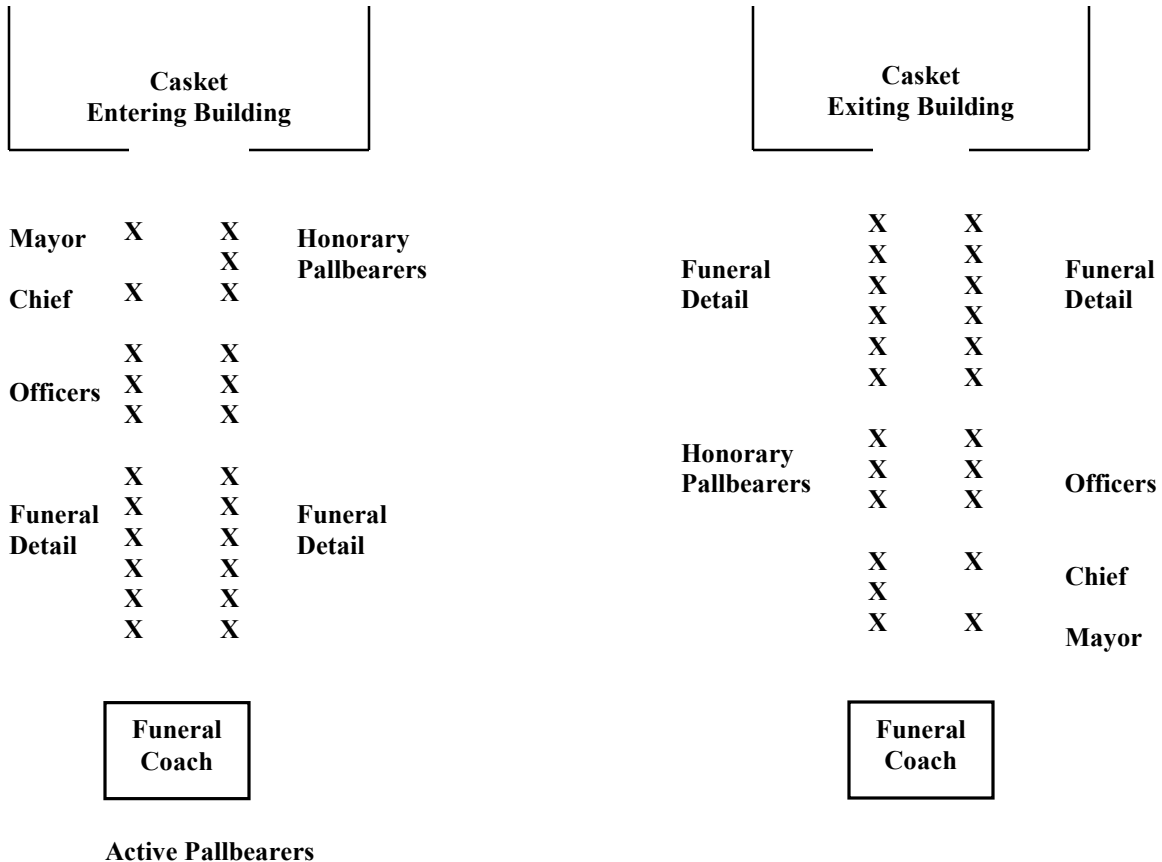 Casket
Entering Building
Mayor X X Honorary
X Pallbearers
Chief X X
X X
Officers X X
X X
X X
Funeral X X Funeral
Detail X X Detail
X X
X X
X X
Funeral
Coach
Active Pallbearers
Casket
Exiting Building
X X
Funeral X X Funeral
Detail X X Detail
X X
X X
X X
Honorary X X
Pallbearers X X Officers
X X
X X Chief
X
X X Mayor
Funeral
Coach